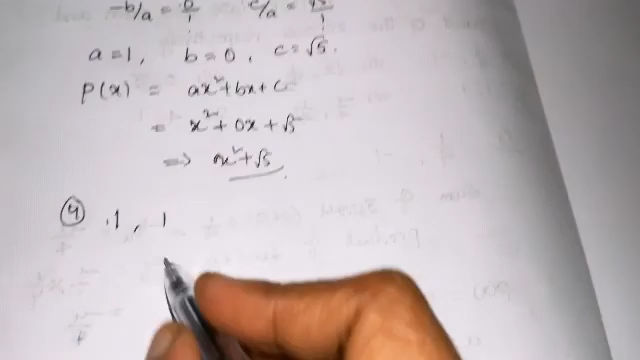 -b/a = 0/1 c/a = √5/1
a = 1, b = 0, c = √5.
P(x) = ax²+bx+c
= x²+0x+√5
=> x²+√5
④ 1, 1